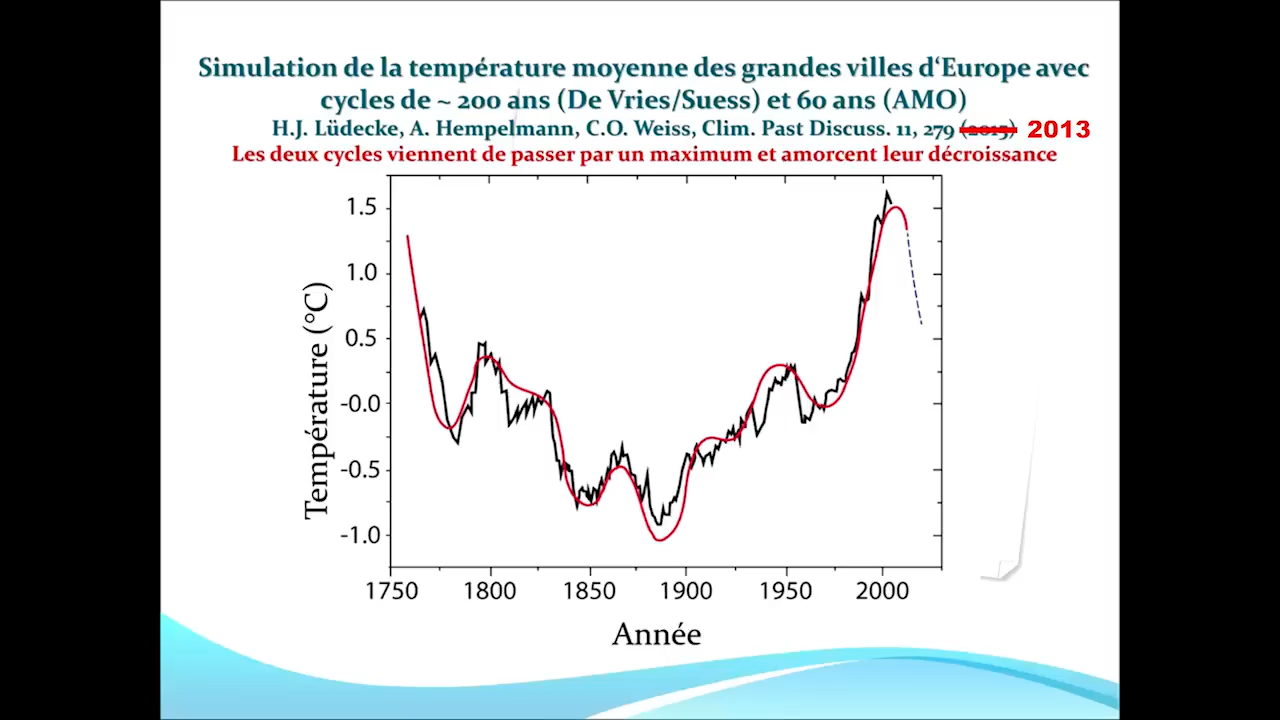 Simulation de la température moyenne des grandes villes d'Europe avec
cycles de ~ 200 ans (De Vries/Suess) et 60 ans (AMO)
H.J. Lüdecke, A. Hempelmann, C.O. Weiss, Clim. Past Discuss. 11, 279 (2015) 2013
Les deux cycles viennent de passer par un maximum et amorcent leur décroissance
Température (°C)
1.5
1.0
0.5
-0.0
-0.5
-1.0
1750 1800 1850 1900 1950 2000
Année